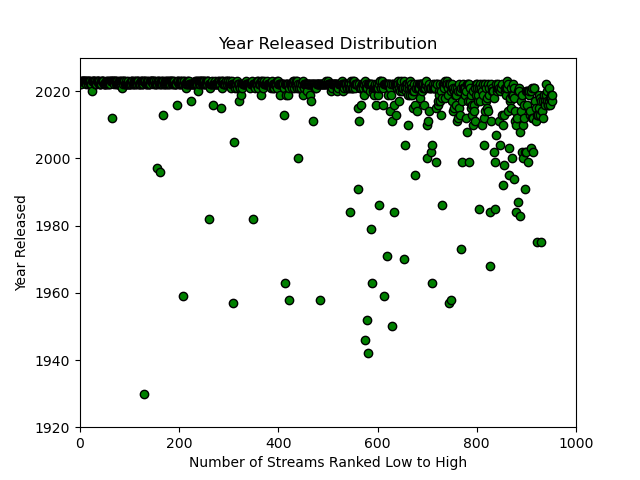 Year Released Distribution
Year Released
2020
2000
1980
1960
1940
1920
0 200 400 600 800 1000
Number of Streams Ranked Low to High